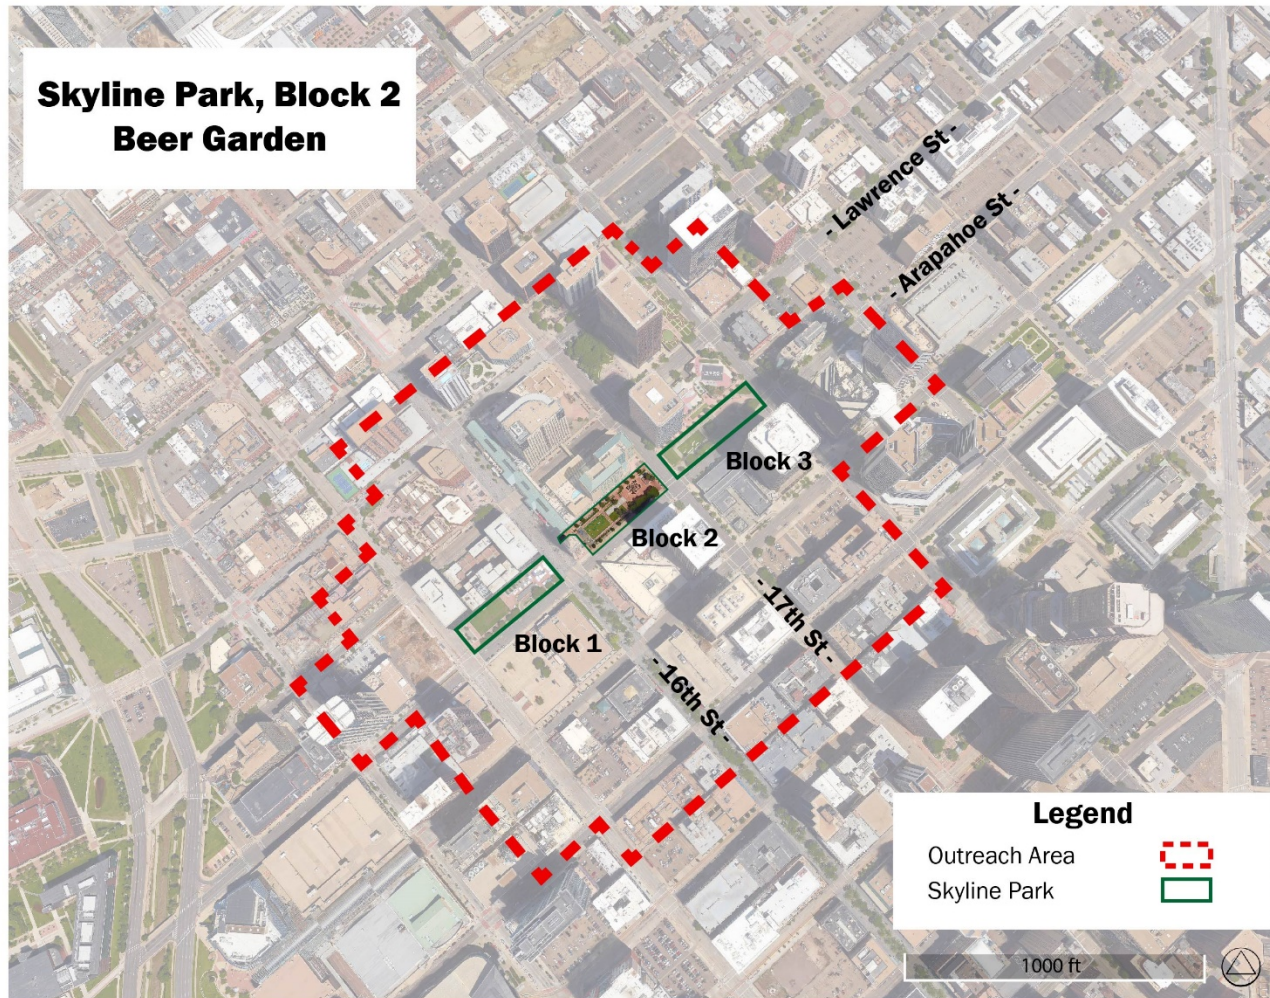 Skyline Park, Block 2
Beer Garden
- Lawrence St -
- Arapahoe St -
Block 3
Block 2
- 17th St -
Block 1
- 16th St -
Legend
Outreach Area
Skyline Park
1000 ft